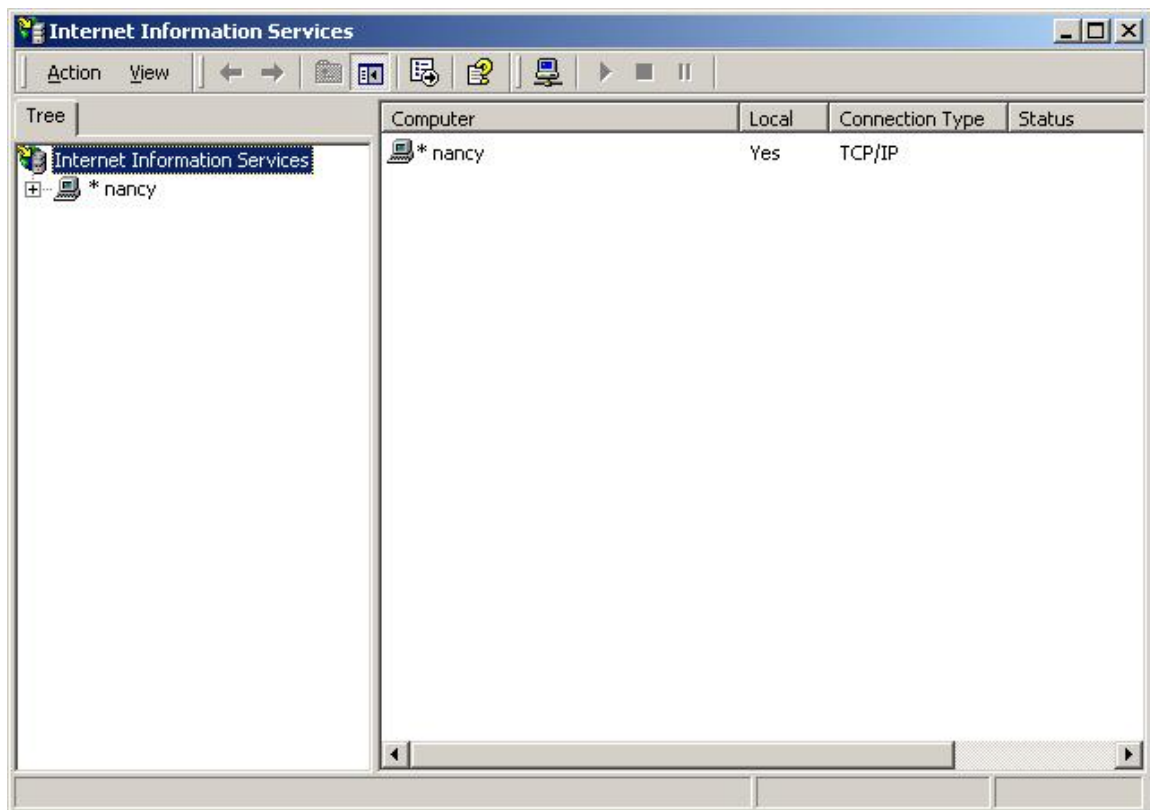 Internet Information Services
Action View
Tree
Internet Information Services
* nancy
Computer Local Connection Type Status
* nancy Yes TCP/IP